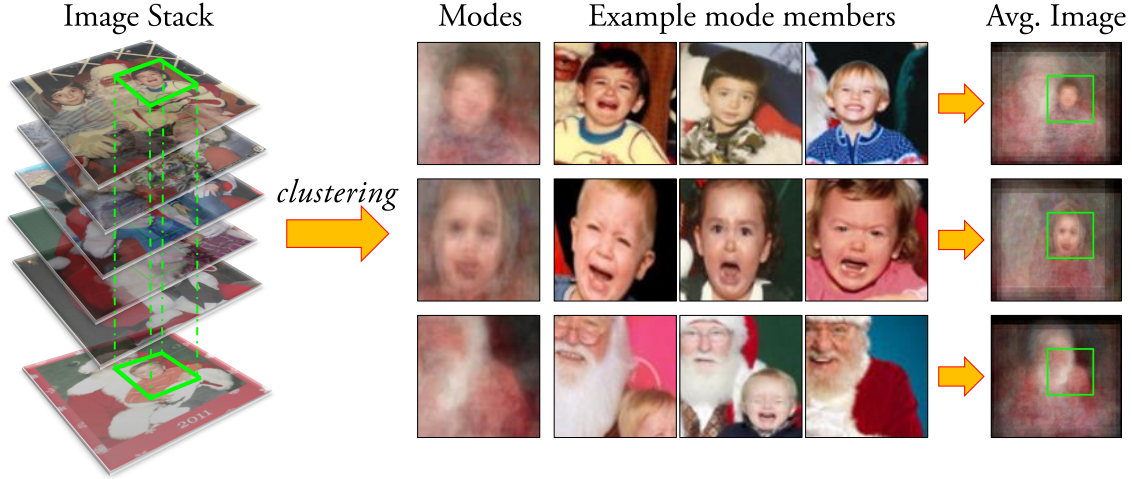 Image Stack
Modes
Example mode members
Avg. Image
clustering
2011